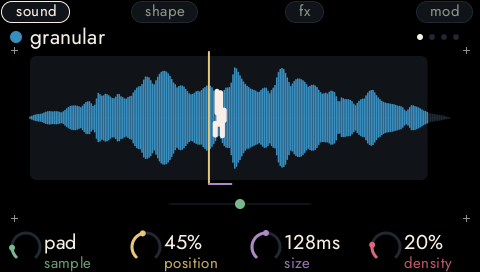 sound shape fx mod
granular
pad 45% 128ms 20%
sample position size density